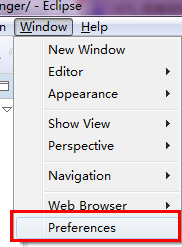 nger/ - Eclipse
n Window Help
New Window
Editor
Appearance
Show View
Perspective
Navigation
Web Browser
Preferences